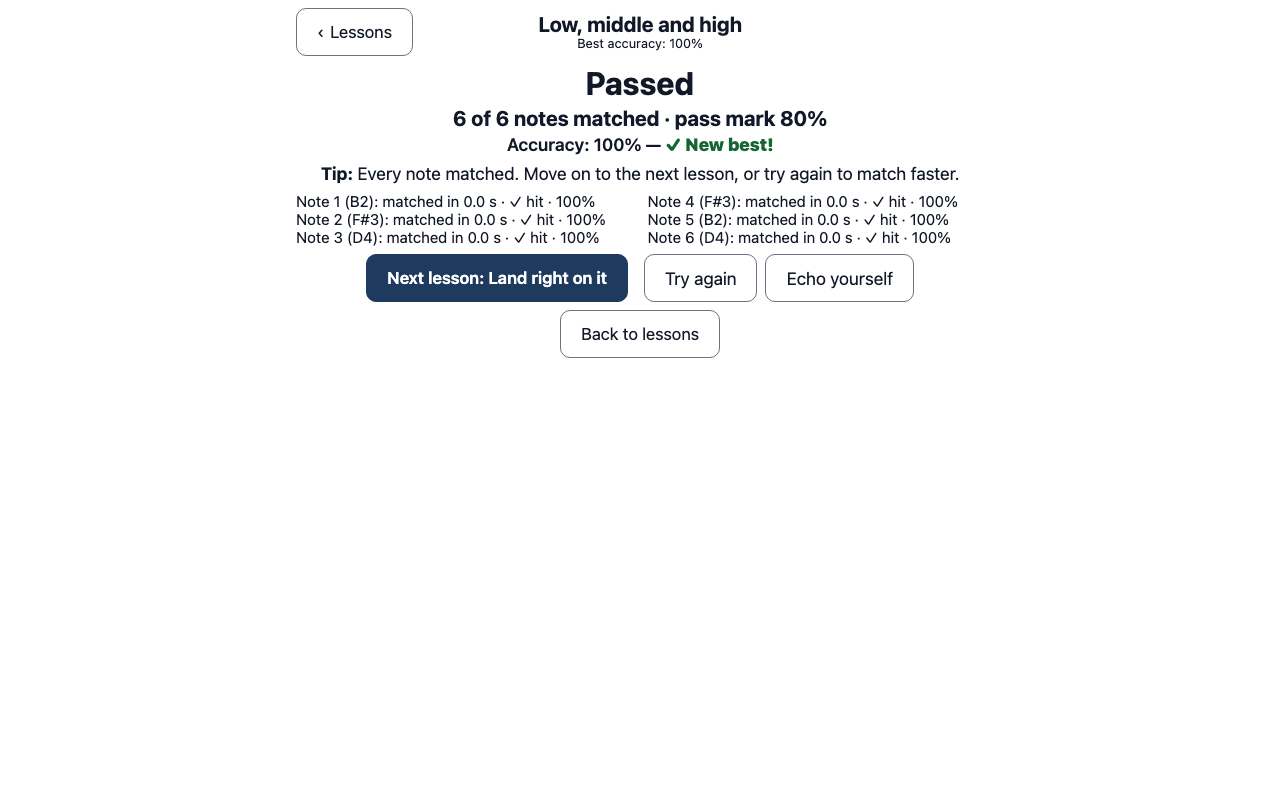 ‹ Lessons
Low, middle and high
Best accuracy: 100%
Passed
6 of 6 notes matched · pass mark 80%
Accuracy: 100% — ✓ New best!
Tip: Every note matched. Move on to the next lesson, or try again to match faster.
Note 1 (B2): matched in 0.0 s · ✓ hit · 100%
Note 2 (F#3): matched in 0.0 s · ✓ hit · 100%
Note 3 (D4): matched in 0.0 s · ✓ hit · 100%
Note 4 (F#3): matched in 0.0 s · ✓ hit · 100%
Note 5 (B2): matched in 0.0 s · ✓ hit · 100%
Note 6 (D4): matched in 0.0 s · ✓ hit · 100%
Next lesson: Land right on it
Try again
Echo yourself
Back to lessons